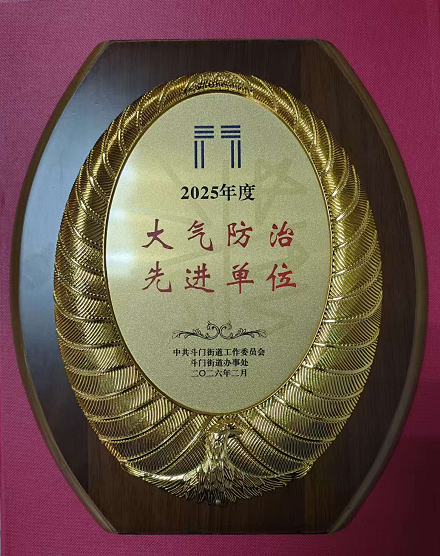 2025年度
大气防治
先进单位
中共斗门街道工作委员会
斗门街道办事处
二〇二六年二月